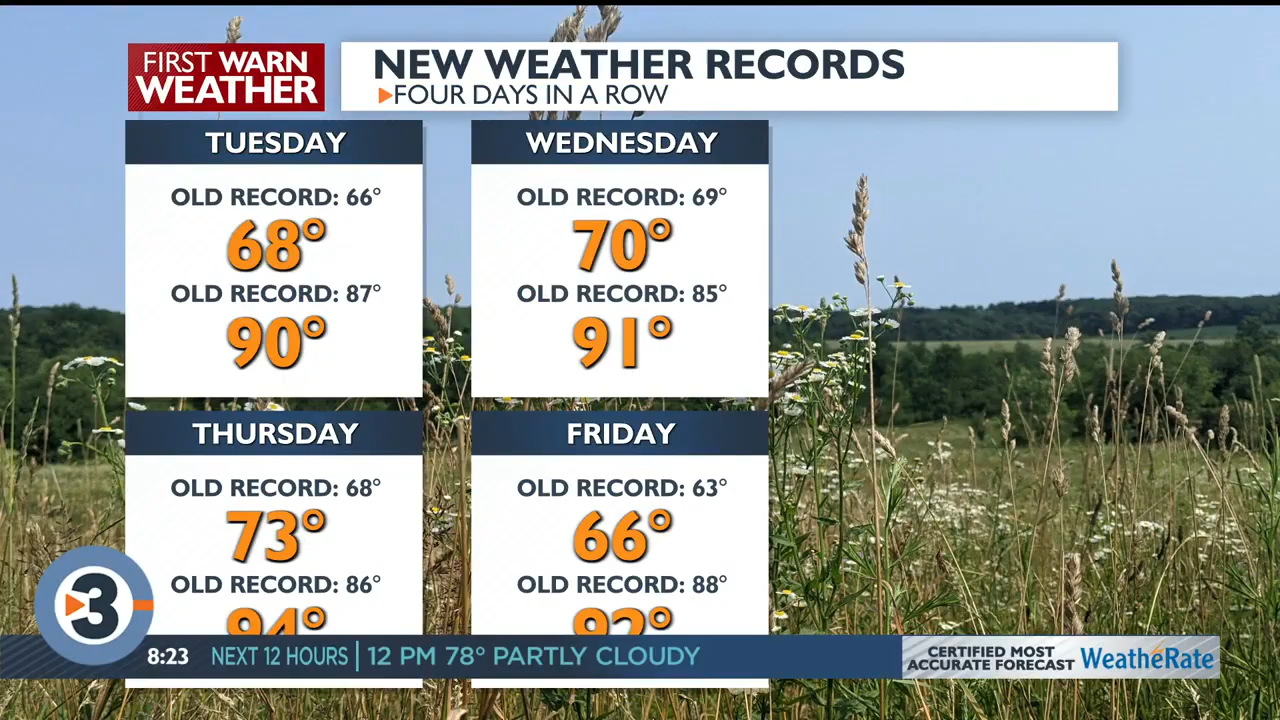 FIRST WARN
WEATHER
NEW WEATHER RECORDS
FOUR DAYS IN A ROW
TUESDAY
OLD RECORD: 66°
68°
OLD RECORD: 87°
90°
WEDNESDAY
OLD RECORD: 69°
70°
OLD RECORD: 85°
91°
THURSDAY
OLD RECORD: 68°
73°
OLD RECORD: 86°
94°
FRIDAY
OLD RECORD: 63°
66°
OLD RECORD: 88°
92°
3
8:23 NEXT 12 HOURS | 12 PM 78° PARTLY CLOUDY
CERTIFIED MOST
ACCURATE FORECAST
WeatheRate